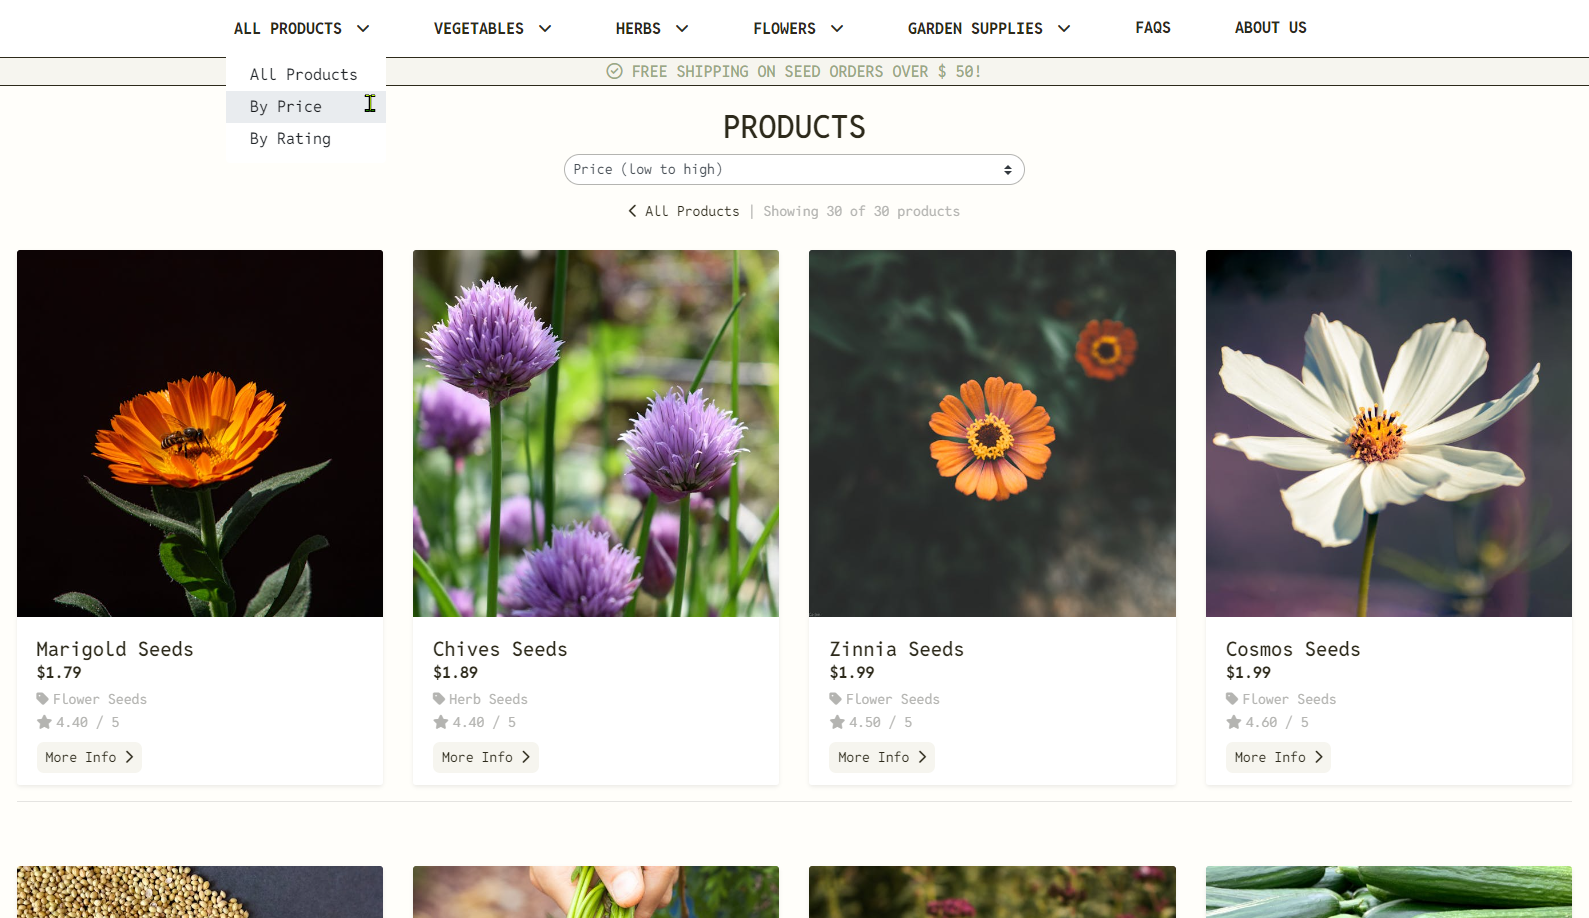 ALL PRODUCTS
VEGETABLES
HERBS
FLOWERS
GARDEN SUPPLIES
FAQS
ABOUT US
All Products
By Price
By Rating
FREE SHIPPING ON SEED ORDERS OVER $ 50!
PRODUCTS
Price (low to high)
All Products | Showing 30 of 30 products
Marigold Seeds
$1.79
Flower Seeds
4.40 / 5
More Info
Chives Seeds
$1.89
Herb Seeds
4.40 / 5
More Info
Zinnia Seeds
$1.99
Flower Seeds
4.50 / 5
More Info
Cosmos Seeds
$1.99
Flower Seeds
4.60 / 5
More Info